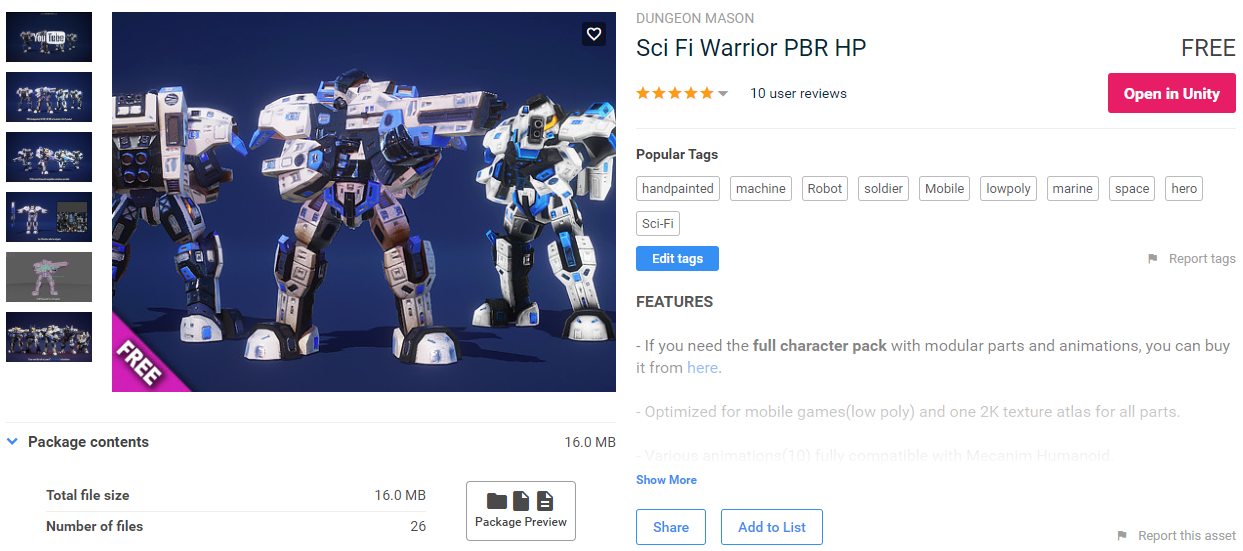 YouTube
FREE
DUNGEON MASON
Sci Fi Warrior PBR HP
FREE
10 user reviews
Open in Unity
Popular Tags
handpainted machine Robot soldier Mobile lowpoly marine space hero
Sci-Fi
Edit tags
Report tags
FEATURES
- If you need the full character pack with modular parts and animations, you can buy
it from here.
- Optimized for mobile games(low poly) and one 2K texture atlas for all parts.
- Various animations(10) fully compatible with Mecanim Humanoid
Show More
Share
Add to List
Report this asset
Package contents
16.0 MB
Total file size
16.0 MB
Number of files
26
Package Preview